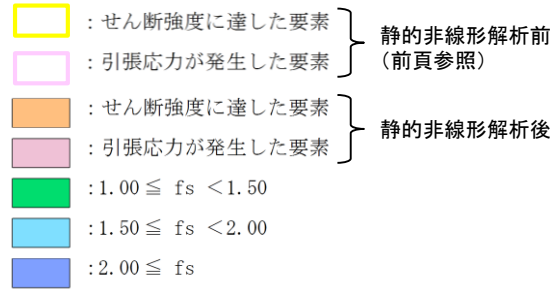 ：せん断強度に達した要素
：引張応力が発生した要素
静的非線形解析前
（前頁参照）
：せん断強度に達した要素
：引張応力が発生した要素
静的非線形解析後
:1.00≦ fs ＜1.50
:1.50≦ fs ＜2.00
:2.00≦ fs